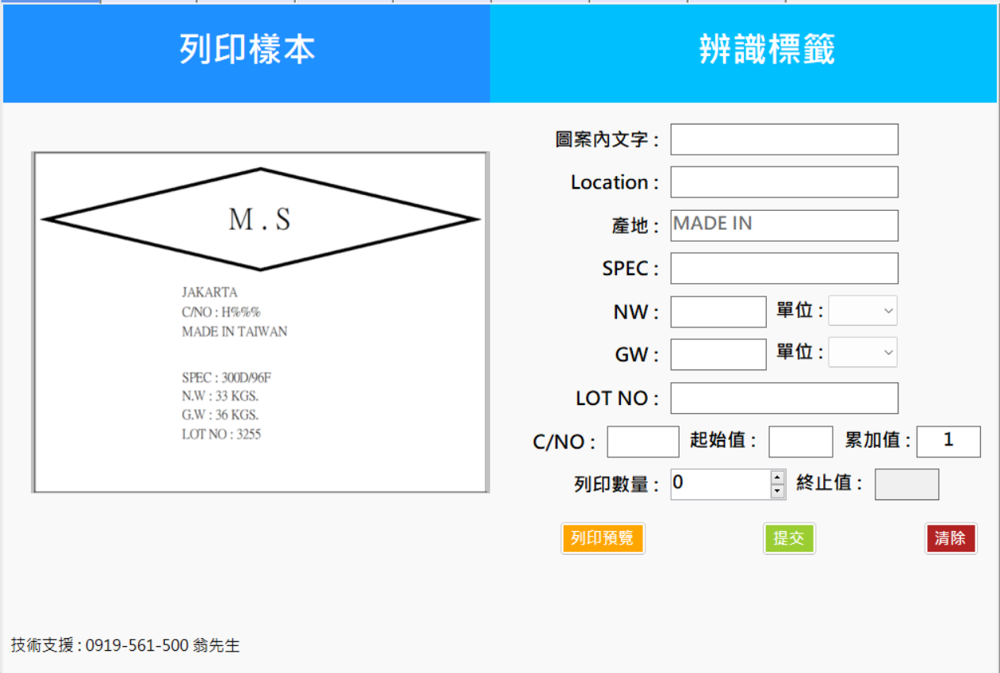 列印樣本
辨識標籤
M . S
JAKARTA
C/NO : H%%%
MADE IN TAIWAN
SPEC : 300D/96F
N.W : 33 KGS.
G.W : 36 KGS.
LOT NO : 3255
圖案內文字 :
Location :
產地 : MADE IN
SPEC :
NW : 單位 :
GW : 單位 :
LOT NO :
C/NO : 起始值 : 累加值 : 1
列印數量 : 0 終止值 :
列印預覽 提交 清除
技術支援 : 0919-561-500 翁先生